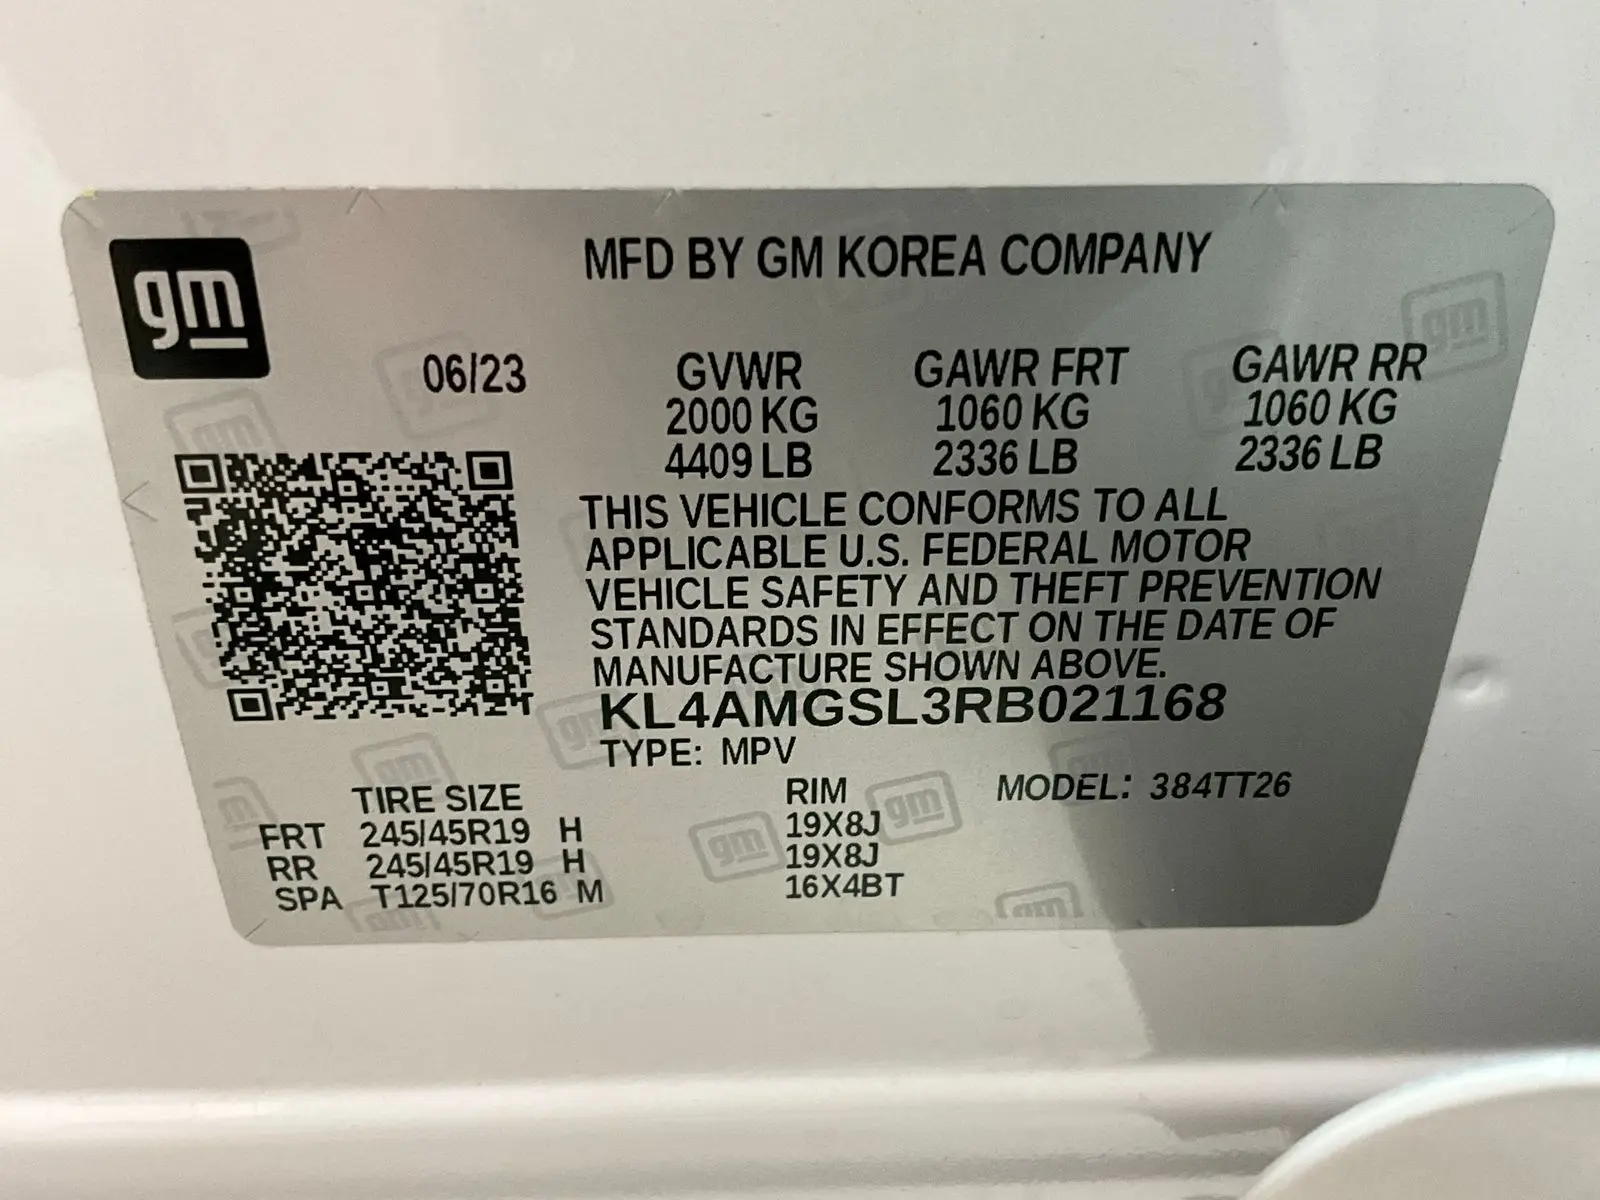 gm
MFD BY GM KOREA COMPANY
06/23 GVWR GAWR FRT GAWR RR
2000 KG 1060 KG 1060 KG
4409 LB 2336 LB 2336 LB
THIS VEHICLE CONFORMS TO ALL
APPLICABLE U.S. FEDERAL MOTOR
VEHICLE SAFETY AND THEFT PREVENTION
STANDARDS IN EFFECT ON THE DATE OF
MANUFACTURE SHOWN ABOVE.
KL4AMGSL3RB021168
TYPE: MPV
TIRE SIZE RIM MODEL: 384TT26
FRT 245/45R19 H 19X8J
RR 245/45R19 H 19X8J
SPA T125/70R16 M 16X4BT